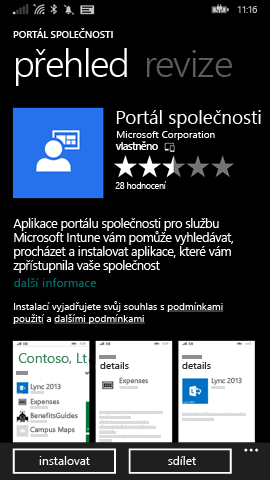 11:16
PORTÁL SPOLEČNOSTI
přehled revize
Portál společnosti
Microsoft Corporation
vlastněno
28 hodnocení
Aplikace portálu společnosti pro službu
Microsoft Intune vám pomůže vyhledávat,
procházet a instalovat aplikace, které vám
zpřístupnila vaše společnost
další informace
Instalací vyjadřujete svůj souhlas s podmínkami
použití a dalšími podmínkami
Contoso, Lt
Lync 2013
Expenses
BenefitsGuides
Campus Maps
details
Expenses
details
Lync 2013
instalovat
sdílet